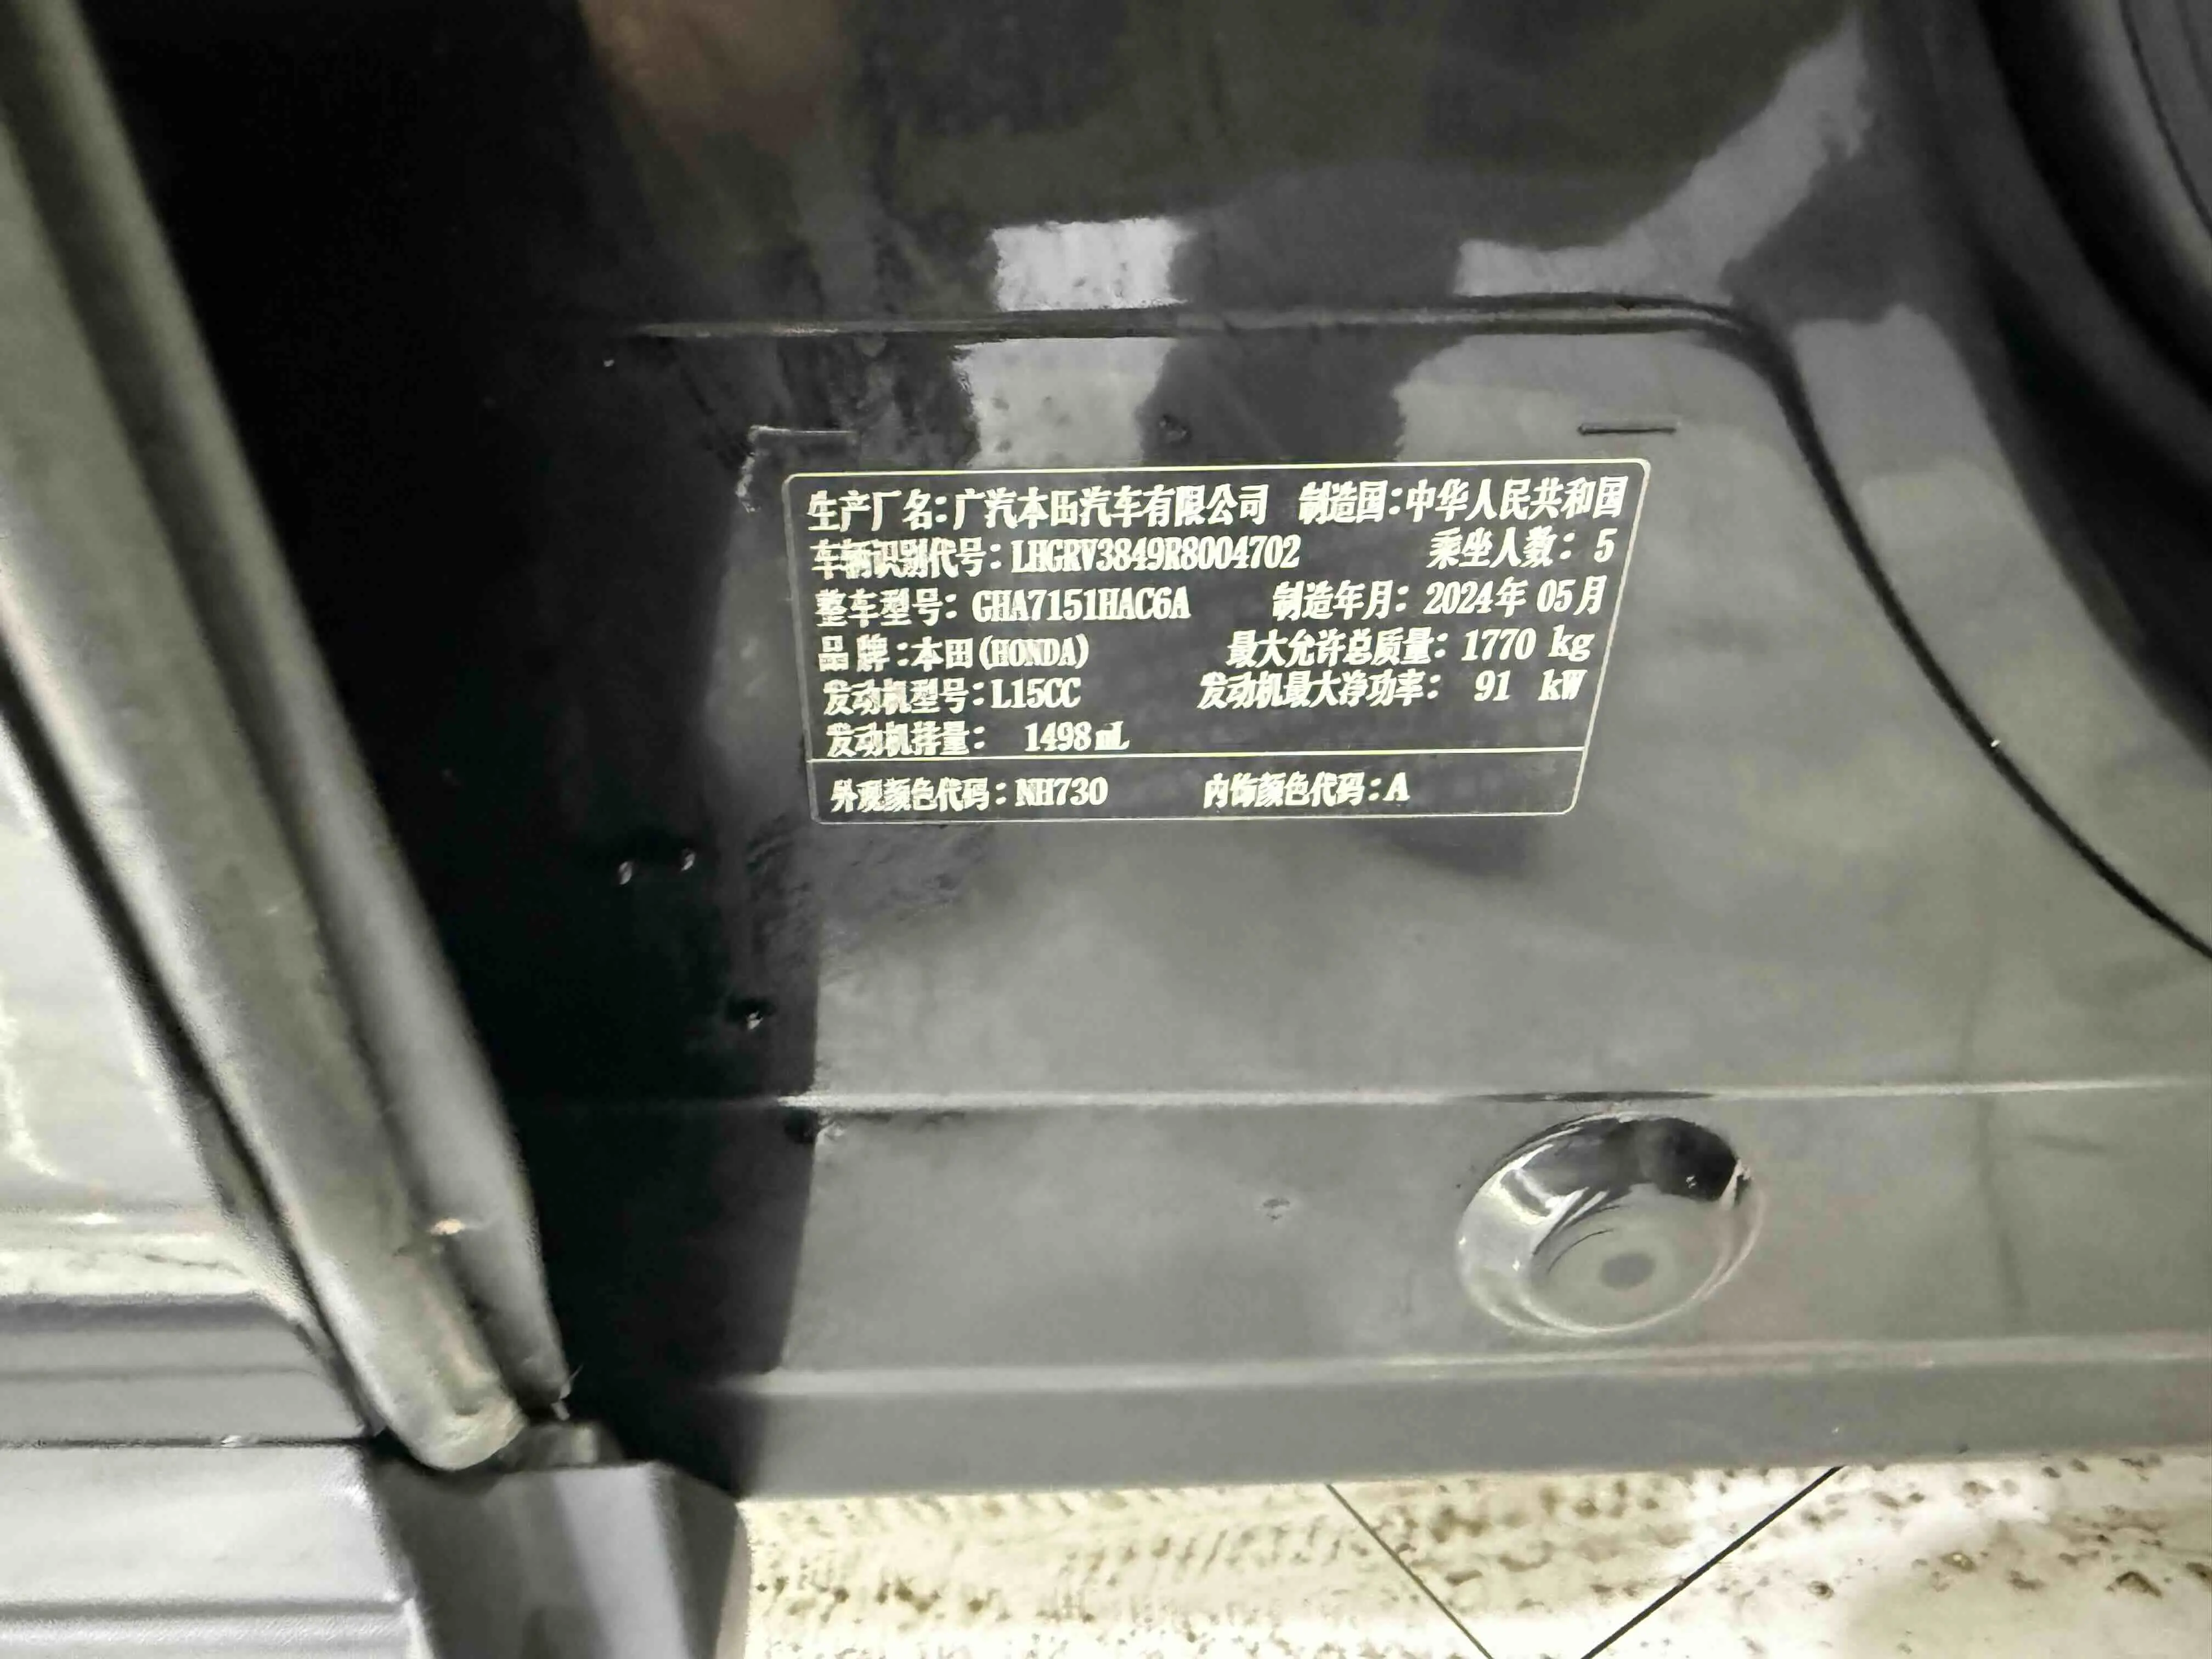 生产厂名:广汽本田汽车有限公司 制造国:中华人民共和国
车辆识别代号:LHGRV3849R8004702 乘坐人数: 5
整车型号: GHA7151HAC6A 制造年月: 2024年 05月
品牌:本田(HONDA) 最大允许总质量: 1770 kg
发动机型号:L15CC 发动机最大净功率: 91 kW
发动机排量: 1498mL
外观颜色代码:NH730 内饰颜色代码:A